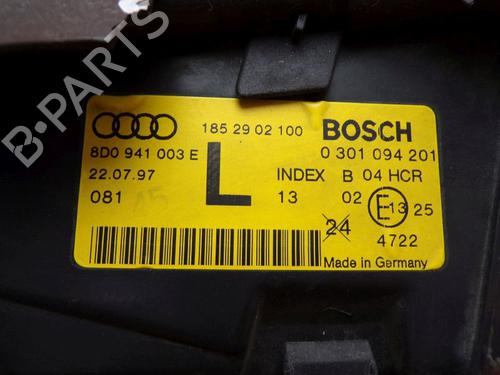 B-PARTS
185 29 02 100 BOSCH
8D0 941 003 E L 0 301 094 201
22.07.97 INDEX B 04 HCR
081 13 02 E 13 25
24 4722
Made in Germany